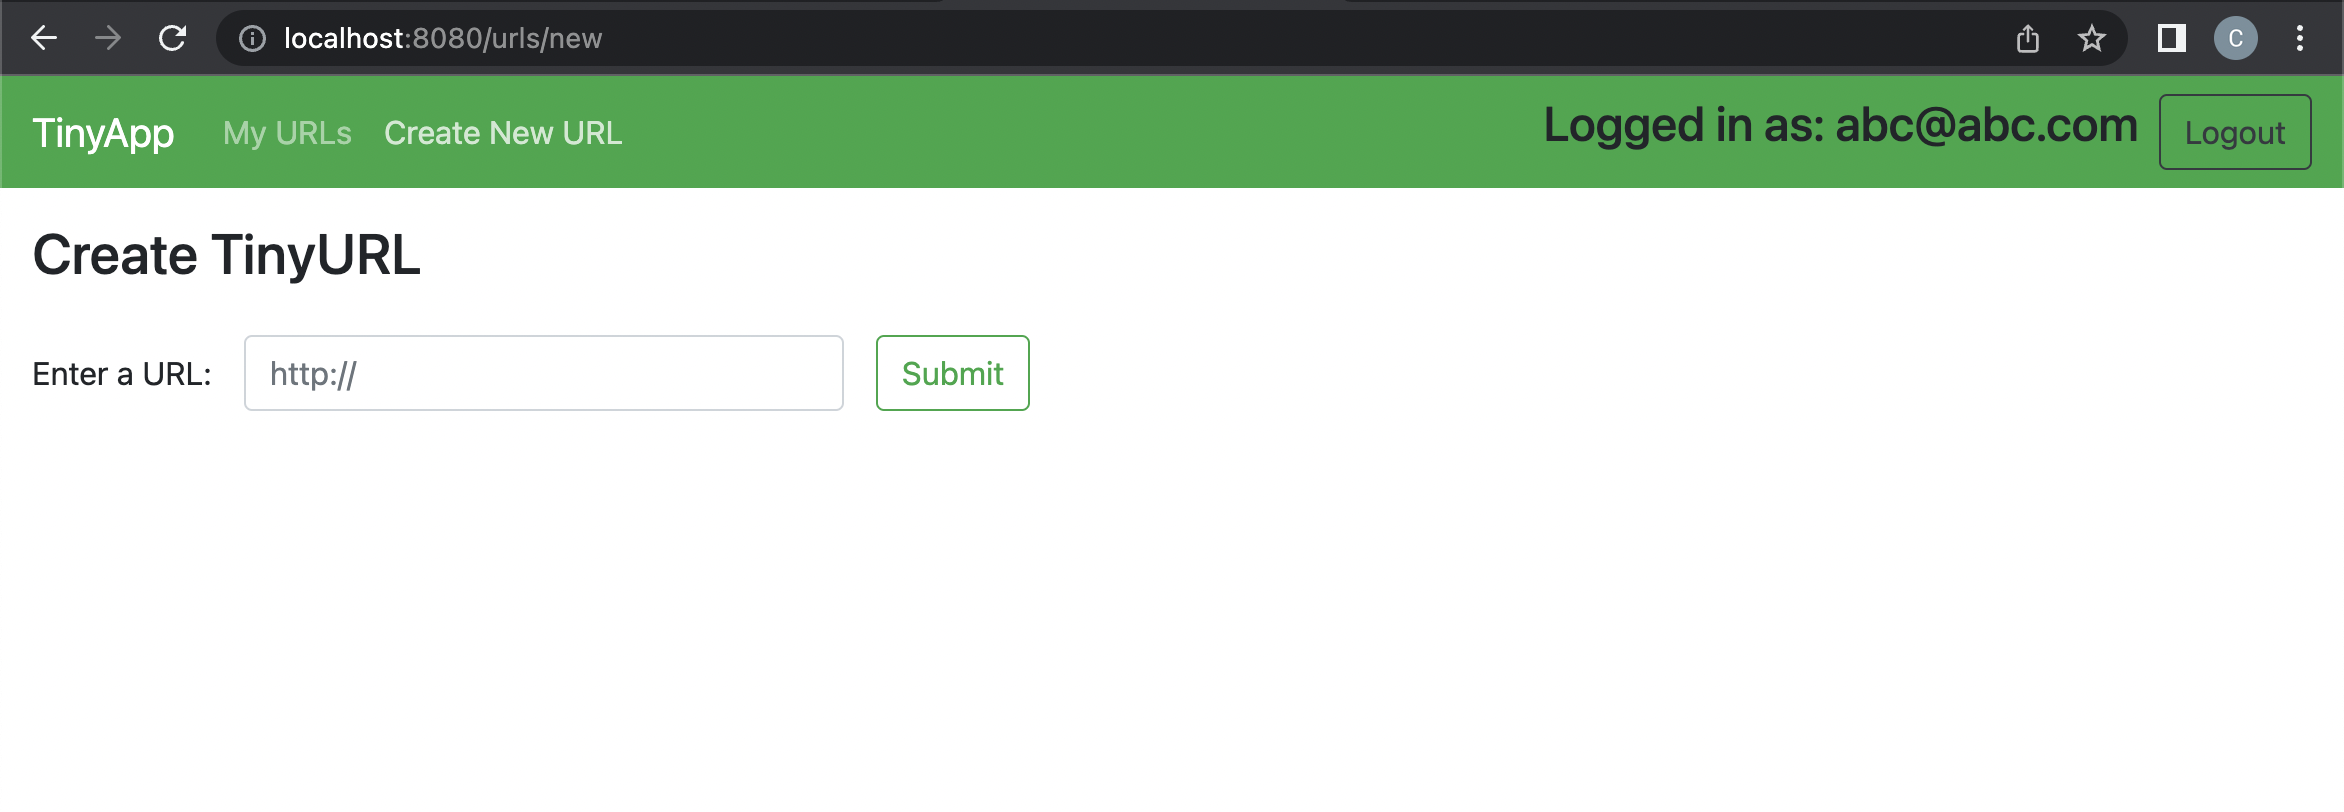 localhost:8080/urls/new
C
TinyApp My URLs Create New URL Logged in as: abc@abc.com Logout
Create TinyURL
Enter a URL: http:// Submit